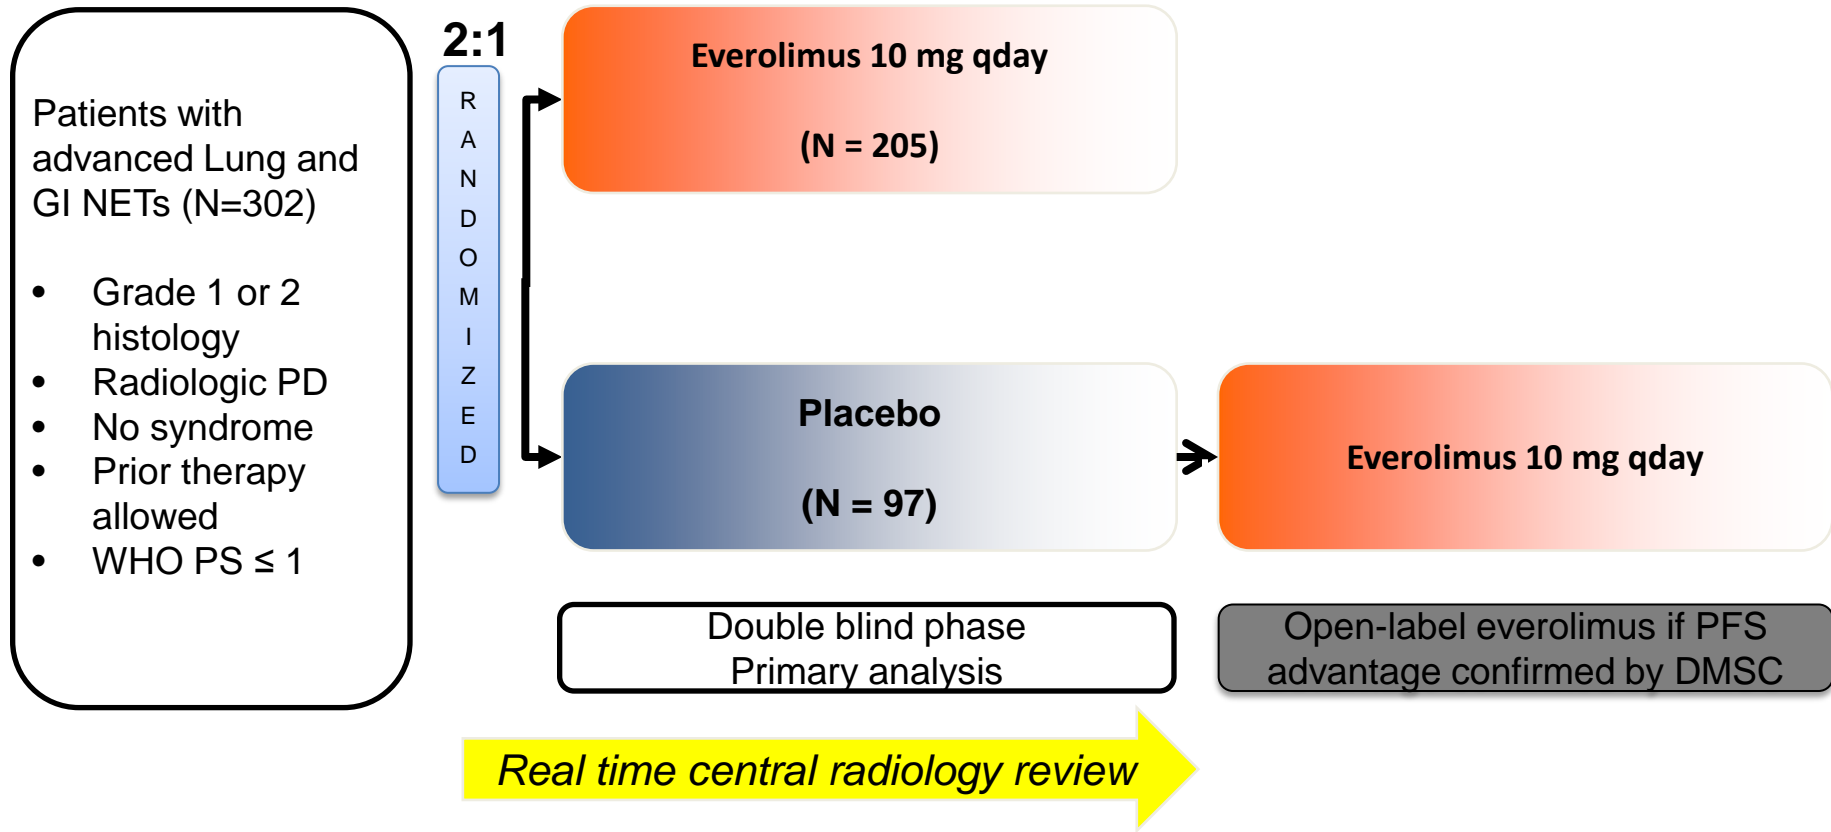 Patients with
advanced Lung and
GI NETs (N=302)
• Grade 1 or 2
histology
• Radiologic PD
• No syndrome
• Prior therapy
allowed
• WHO PS ≤ 1
2:1
R
A
N
D
O
M
I
Z
E
D
Everolimus 10 mg qday
(N = 205)
Placebo
(N = 97)
Everolimus 10 mg qday
Double blind phase
Primary analysis
Open-label everolimus if PFS
advantage confirmed by DMSC
Real time central radiology review